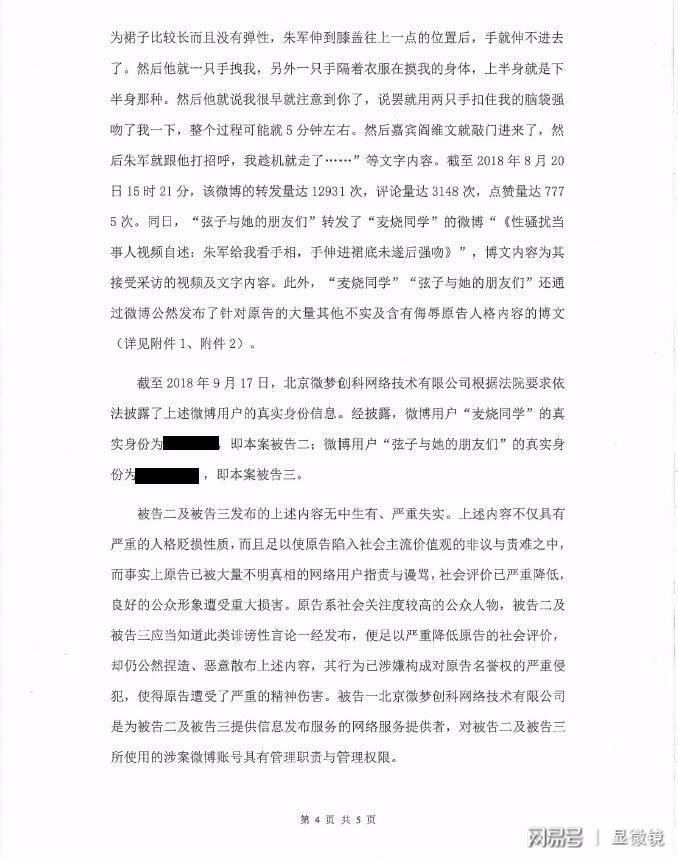 为裙子比较长而且没有弹性，朱军伸到膝盖往上一点的位置后，手就伸不进去
了。然后他就一只手拽我，另外一只手隔着衣服在摸我的身体，上半身就是下
半身那种。然后他就说我很早就注意到你了，说罢就用两只手扣住我的脑袋强
吻了我一下，整个过程可能就5分钟左右。然后嘉宾阎维文就敲门进来了，然
后朱军就跟他打招呼，我趁机就走了……”等文字内容。截至2018年8月20
日15时21分，该微博的转发量达12931次，评论量达3148次，点赞量达777
5次。同日，“弦子与她的朋友们”转发了“麦烧同学”的微博“《性骚扰当
事人视频自述：朱军给我看手相，手伸进裙底未遂后强吻》”，博文内容为其
接受采访的视频及文字内容。此外，“麦烧同学”“弦子与她的朋友们”还通
过微博公然发布了针对原告的大量其他不实及含有侮辱原告人格内容的博文
（详见附件1、附件2）。
截至2018年9月17日，北京微梦创科网络技术有限公司根据法院要求依
法披露了上述微博用户的真实身份信息。经披露，微博用户“麦烧同学”的真
实身份为，即本案被告二；微博用户“弦子与她的朋友们”的真实身
份为，即本案被告三。
被告二及被告三发布的上述内容无中生有、严重失实。上述内容不仅具有
严重的人格贬损性质，而且足以使原告陷入社会主流价值观的非议与责难之中，
而事实上原告已被大量不明真相的网络用户指责与谩骂，社会评价已严重降低，
良好的公众形象遭受重大损害。原告系社会关注度较高的公众人物，被告二及
被告三应当知道此类诽谤性言论一经发布，便足以严重降低原告的社会评价，
却仍公然捏造、恶意散布上述内容，其行为已涉嫌构成对原告名誉权的严重侵
犯，使得原告遭受了严重的精神伤害。被告一北京微梦创科网络技术有限公司
是为被告二及被告三提供信息发布服务的网络服务提供者，对被告二及被告三
所使用的涉案微博账号具有管理职责与管理权限。
第 4 页 共 5 页
网易号 | 显微镜